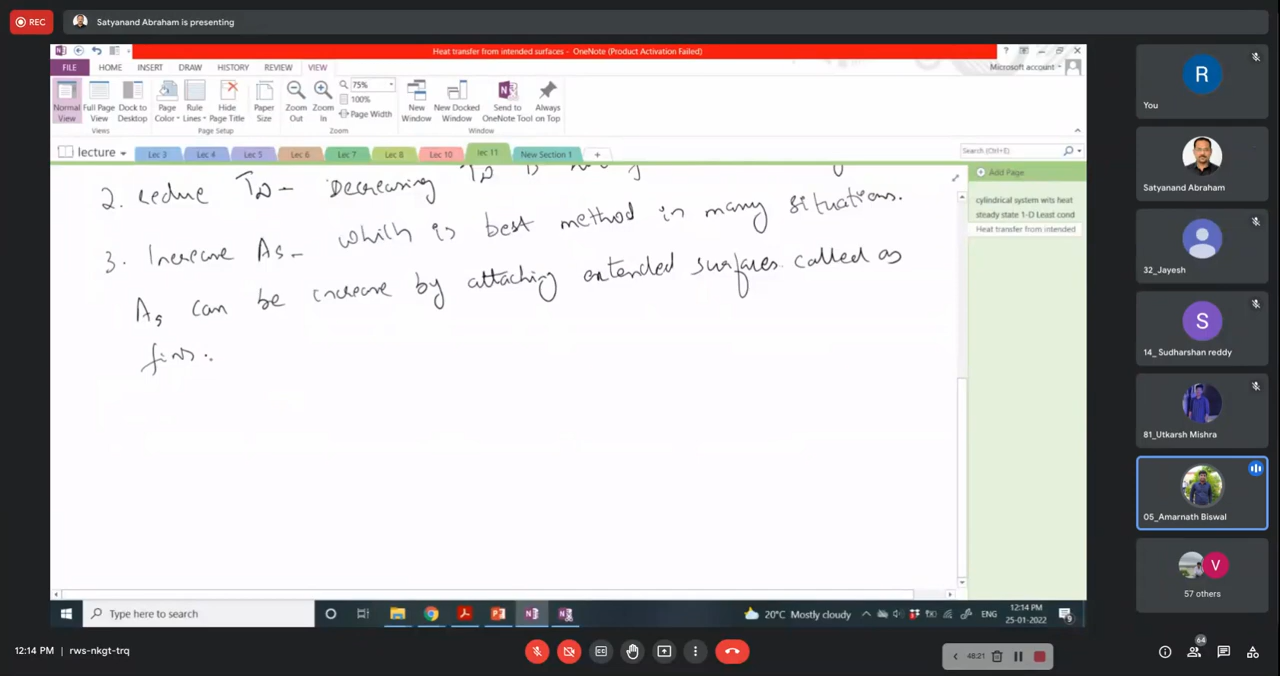 REC
Satyanand Abraham is presenting
Heat transfer from intended surfaces - OneNote (Product Activation Failed)
FILE HOME INSERT DRAW HISTORY REVIEW VIEW
Microsoft account
Normal View
Full Page View
Dock to Desktop
Views
Page Color
Rule Lines
Hide Page Title
Page Setup
Paper Size
Zoom Out
Zoom In
75%
100%
Page Width
Zoom
New Window
New Docked Window
Send to OneNote Tool
Always on Top
Window
lecture
Lec 3 Lec 4 Lec 5 Lec 6 Lec 7 Lec 8 Lec 10 lec 11 New Section 1
Search (Ctrl+E)
Add Page
cylindrical system wits heat
steady state 1-D Least cond
Heat transfer from intended
2. reduce T∞ - Decreasing T∞ is
3. Increase As - which is best method in many situations.
As can be increase by attaching extended surfaces called as
fins.
Type here to search
20°C Mostly cloudy
ENG
12:14 PM
25-01-2022
9
R
You
Satyanand Abraham
32_Jayesh
S
14_ Sudharshan reddy
81_Utkarsh Mishra
05_Amarnath Biswal
V
57 others
12:14 PM | rws-nkgt-trq
46:21
64